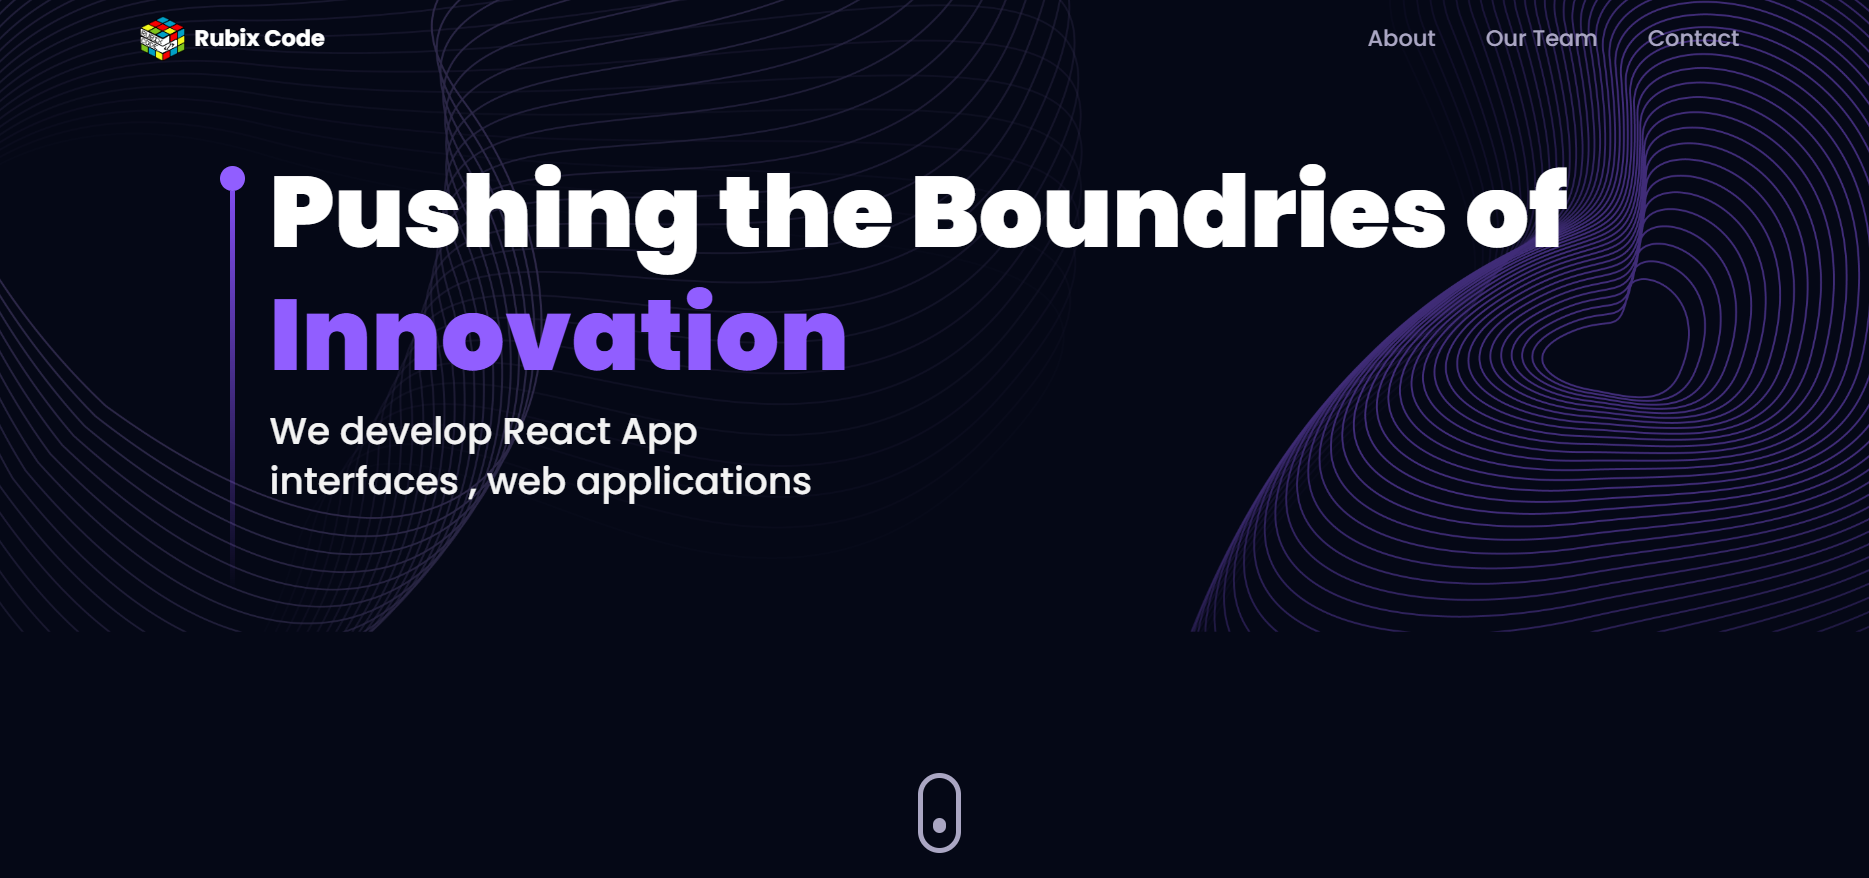 Rubix Code
About
Our Team
Contact
Pushing the Boundries of
Innovation
We develop React App
interfaces , web applications